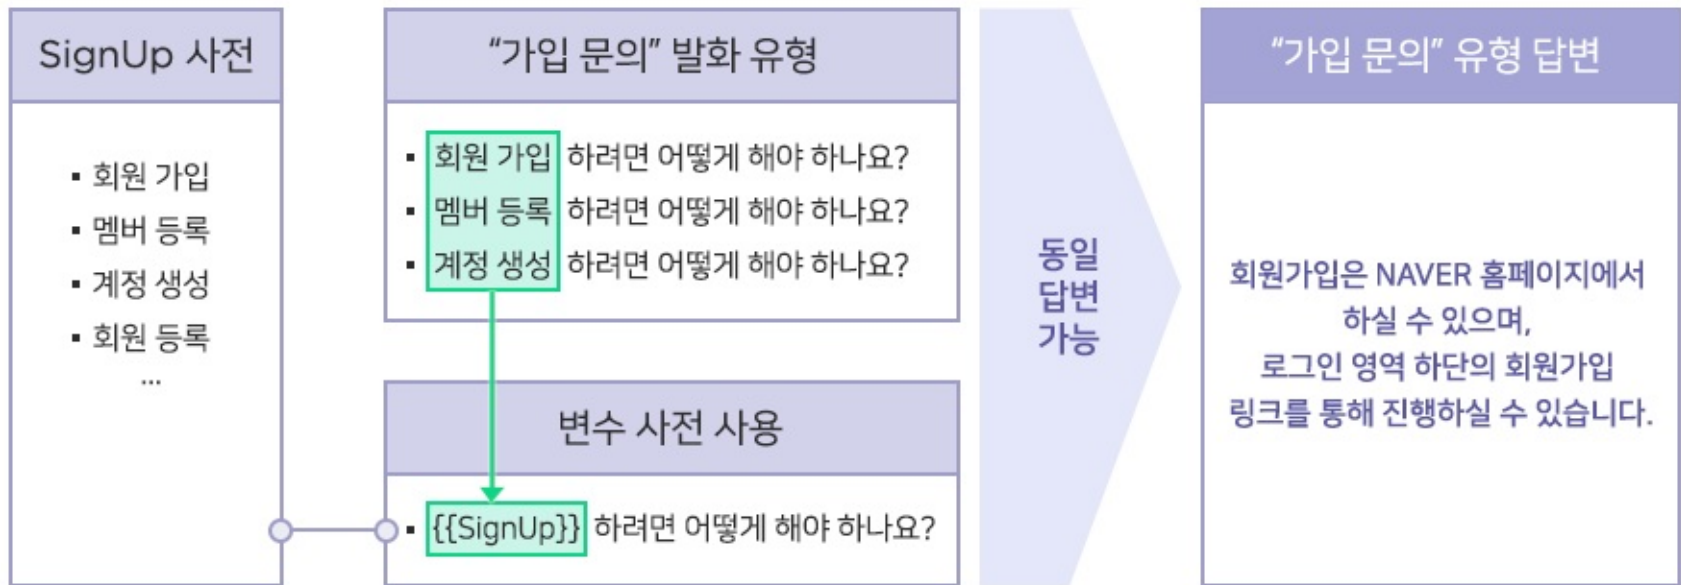 SignUp 사전
▪ 회원 가입
▪ 멤버 등록
▪ 계정 생성
▪ 회원 등록
...
“가입 문의” 발화 유형
▪ 회원 가입 하려면 어떻게 해야 하나요?
▪ 멤버 등록 하려면 어떻게 해야 하나요?
▪ 계정 생성 하려면 어떻게 해야 하나요?
변수 사전 사용
▪ {{SignUp}} 하려면 어떻게 해야 하나요?
동일
답변
가능
“가입 문의” 유형 답변
회원가입은 NAVER 홈페이지에서
하실 수 있으며,
로그인 영역 하단의 회원가입
링크를 통해 진행하실 수 있습니다.